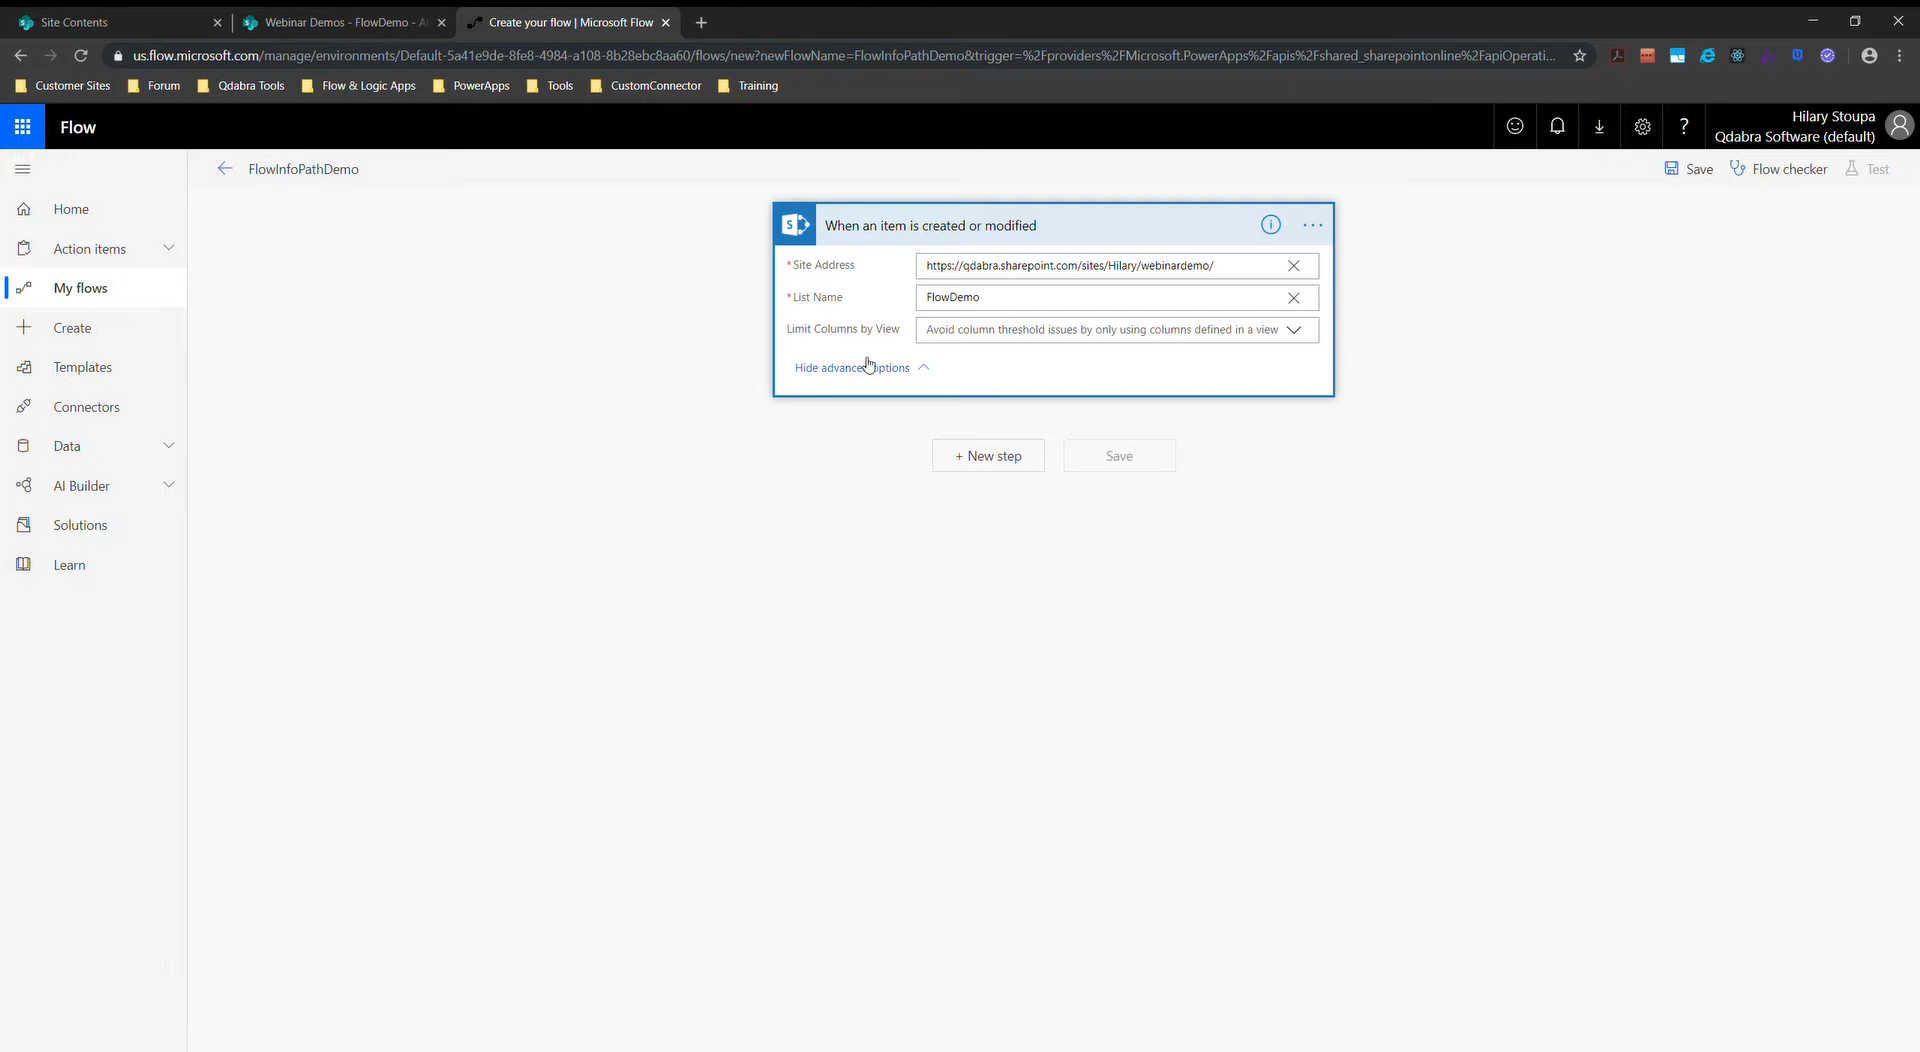 Site Contents
Webinar Demos - FlowDemo - Al
Create your flow | Microsoft Flow
us.flow.microsoft.com/manage/environments/Default-5a41e9de-8fe8-4984-a108-8b28ebc8aa60/flows/new?newFlowName=FlowInfoPathDemo&trigger=%2Fproviders%2FMicrosoft.PowerApps%2Fapis%2Fshared_sharepointonline%2FapiOperati...
Customer Sites
Forum
Qdabra Tools
Flow & Logic Apps
PowerApps
Tools
CustomConnector
Training
Flow
?
Hilary Stoupa
Qdabra Software (default)
FlowInfoPathDemo
Save
Flow checker
Test
Home
Action items
My flows
Create
Templates
Connectors
Data
AI Builder
Solutions
Learn
S
When an item is created or modified
* Site Address
https://qdabra.sharepoint.com/sites/Hilary/webinardemo/
* List Name
FlowDemo
Limit Columns by View
Avoid column threshold issues by only using columns defined in a view
Hide advanced options
+ New step
Save